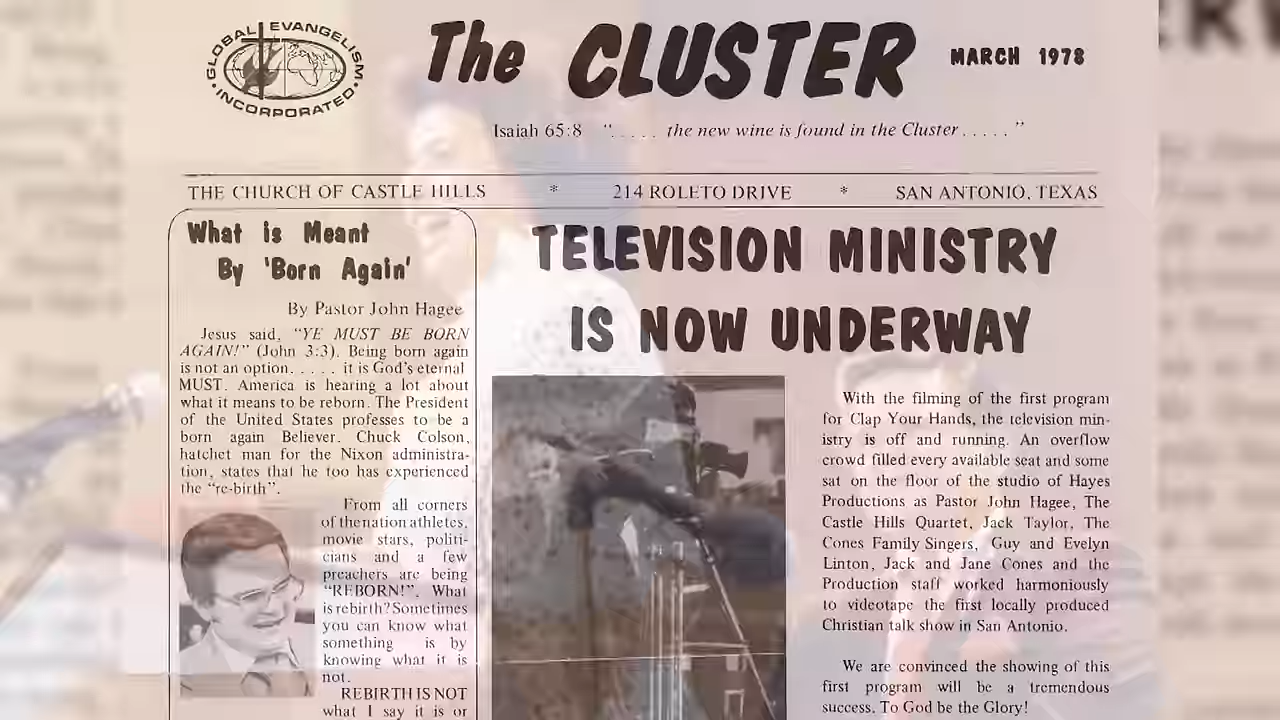 GLOBAL EVANGELISM
INCORPORATED
The CLUSTER
MARCH 1978
Isaiah 65:8 ". . . . . the new wine is found in the Cluster . . . . . "
THE CHURCH OF CASTLE HILLS * 214 ROLETO DRIVE * SAN ANTONIO, TEXAS
What is Meant
By 'Born Again'
By Pastor John Hagee
Jesus said, "YE MUST BE BORN
AGAIN!" (John 3:3). Being born again
is not an option. . . . . it is God's eternal
MUST. America is hearing a lot about
what it means to be reborn. The President
of the United States professes to be a
born again Believer. Chuck Colson,
hatchet man for the Nixon administra-
tion, states that he too has experienced
the "re-birth".
From all corners
of the nation athletes,
movie stars, politi-
cians and a few
preachers are being
"REBORN!". What
is rebirth? Sometimes
you can know what
something is by
knowing what it is
not.
REBIRTH IS NOT
what I say it is or
TELEVISION MINISTRY
IS NOW UNDERWAY
With the filming of the first program
for Clap Your Hands, the television min-
istry is off and running. An overflow
crowd filled every available seat and some
sat on the floor of the studio of Hayes
Productions as Pastor John Hagee, The
Castle Hills Quartet, Jack Taylor, The
Cones Family Singers, Guy and Evelyn
Linton, Jack and Jane Cones and the
Production staff worked harmoniously
to videotape the first locally produced
Christian talk show in San Antonio.
We are convinced the showing of this
first program will be a tremendous
success. To God be the Glory!